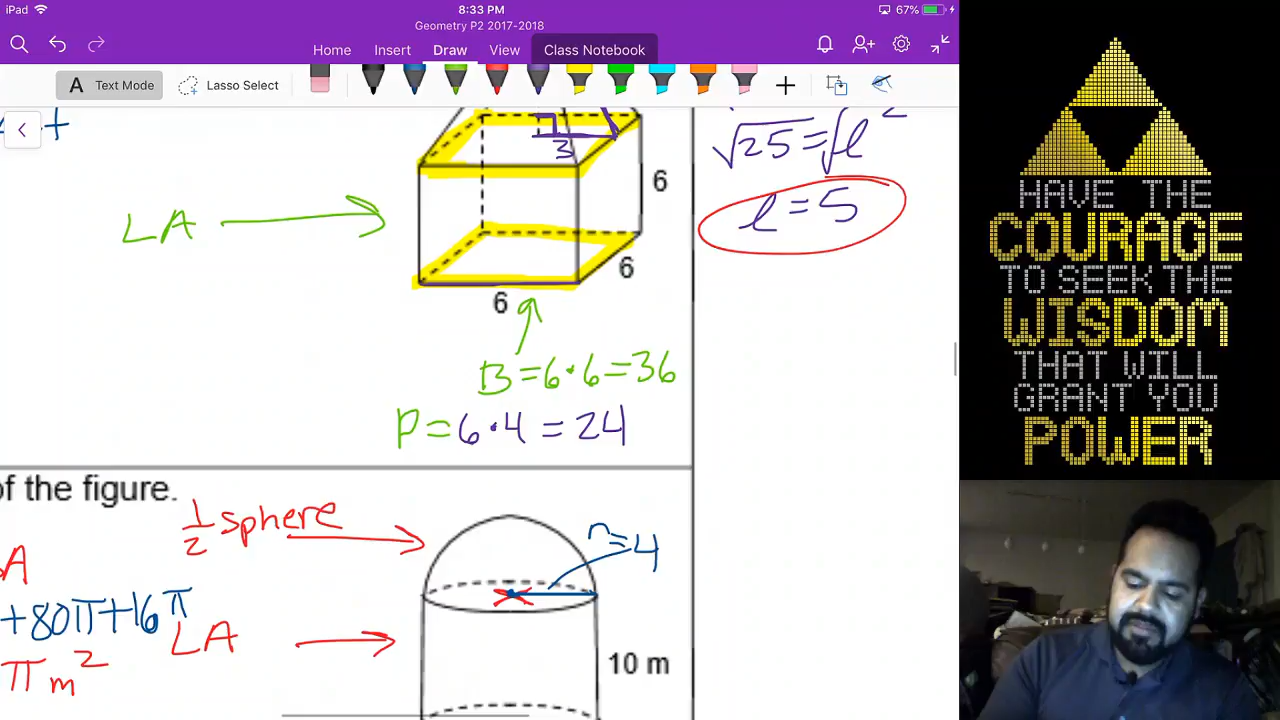 iPad
8:33 PM
67%
Geometry P2 2017-2018
Home Insert Draw View Class Notebook
A Text Mode
Lasso Select
3
√25 = √l²
l = 5
6
LA
6
6
B = 6 • 6 = 36
P = 6 • 4 = 24
of the figure.
1/2 sphere
r = 4
+ 80π + 16π
LA
π m²
10 m
HAVE THE
COURAGE
TO SEEK THE
WISDOM
THAT WILL
GRANT YOU
POWER